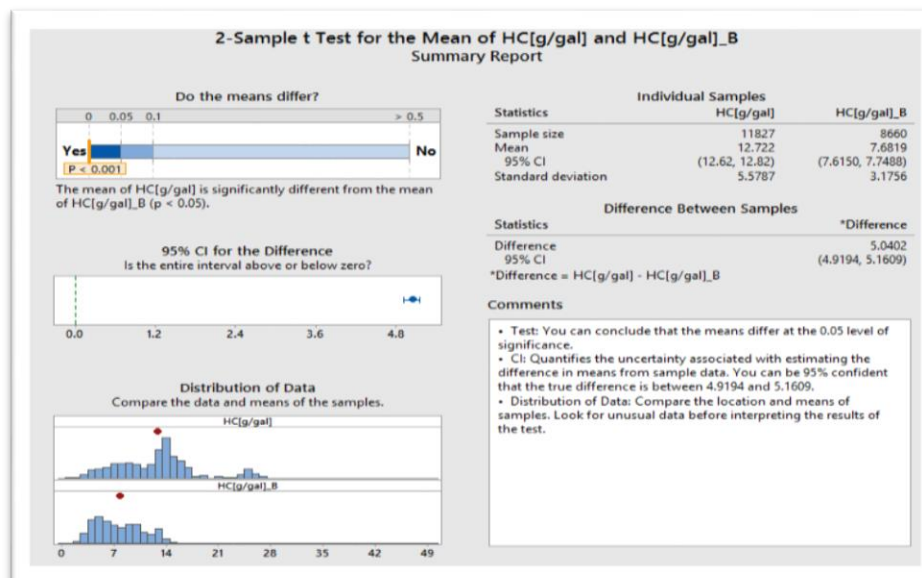 2-Sample t Test for the Mean of HC[g/gal] and HC[g/gal]_B
Summary Report
Do the means differ?
0 0.05 0.1 > 0.5
Yes No
P < 0.001
The mean of HC[g/gal] is significantly different from the mean
of HC[g/gal]_B (p < 0.05).
95% CI for the Difference
Is the entire interval above or below zero?
0.0 1.2 2.4 3.6 4.8
Distribution of Data
Compare the data and means of the samples.
HC[g/gal]
HC[g/gal]_B
0 7 14 21 28 35 42 49
Individual Samples
Statistics HC[g/gal] HC[g/gal]_B
Sample size 11827 8660
Mean 12.722 7.6819
95% CI (12.62, 12.82) (7.6150, 7.7488)
Standard deviation 5.5787 3.1756
Difference Between Samples
Statistics *Difference
Difference 5.0402
95% CI (4.9194, 5.1609)
*Difference = HC[g/gal] - HC[g/gal]_B
Comments
• Test: You can conclude that the means differ at the 0.05 level of
significance.
• CI: Quantifies the uncertainty associated with estimating the
difference in means from sample data. You can be 95% confident
that the true difference is between 4.9194 and 5.1609.
• Distribution of Data: Compare the location and means of
samples. Look for unusual data before interpreting the results of
the test.